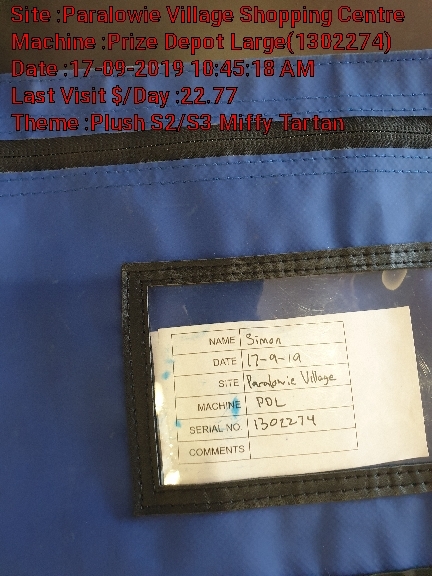 Site :Paralowie Village Shopping Centre
Machine :Prize Depot Large(1302274)
Date :17-09-2019 10:45:18 AM
Last Visit $/Day :22.77
Theme :Plush S2/S3 Miffy Tartan
NAME Simon
DATE 17-9-19
SITE Paralowie Village
MACHINE PDL
SERIAL NO. 1302274
COMMENTS